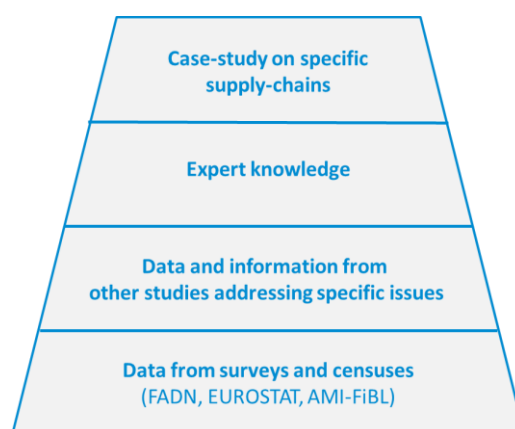 Case-study on specific
supply-chains
Expert knowledge
Data and information from
other studies addressing specific issues
Data from surveys and censuses
(FADN, EUROSTAT, AMI-FiBL)